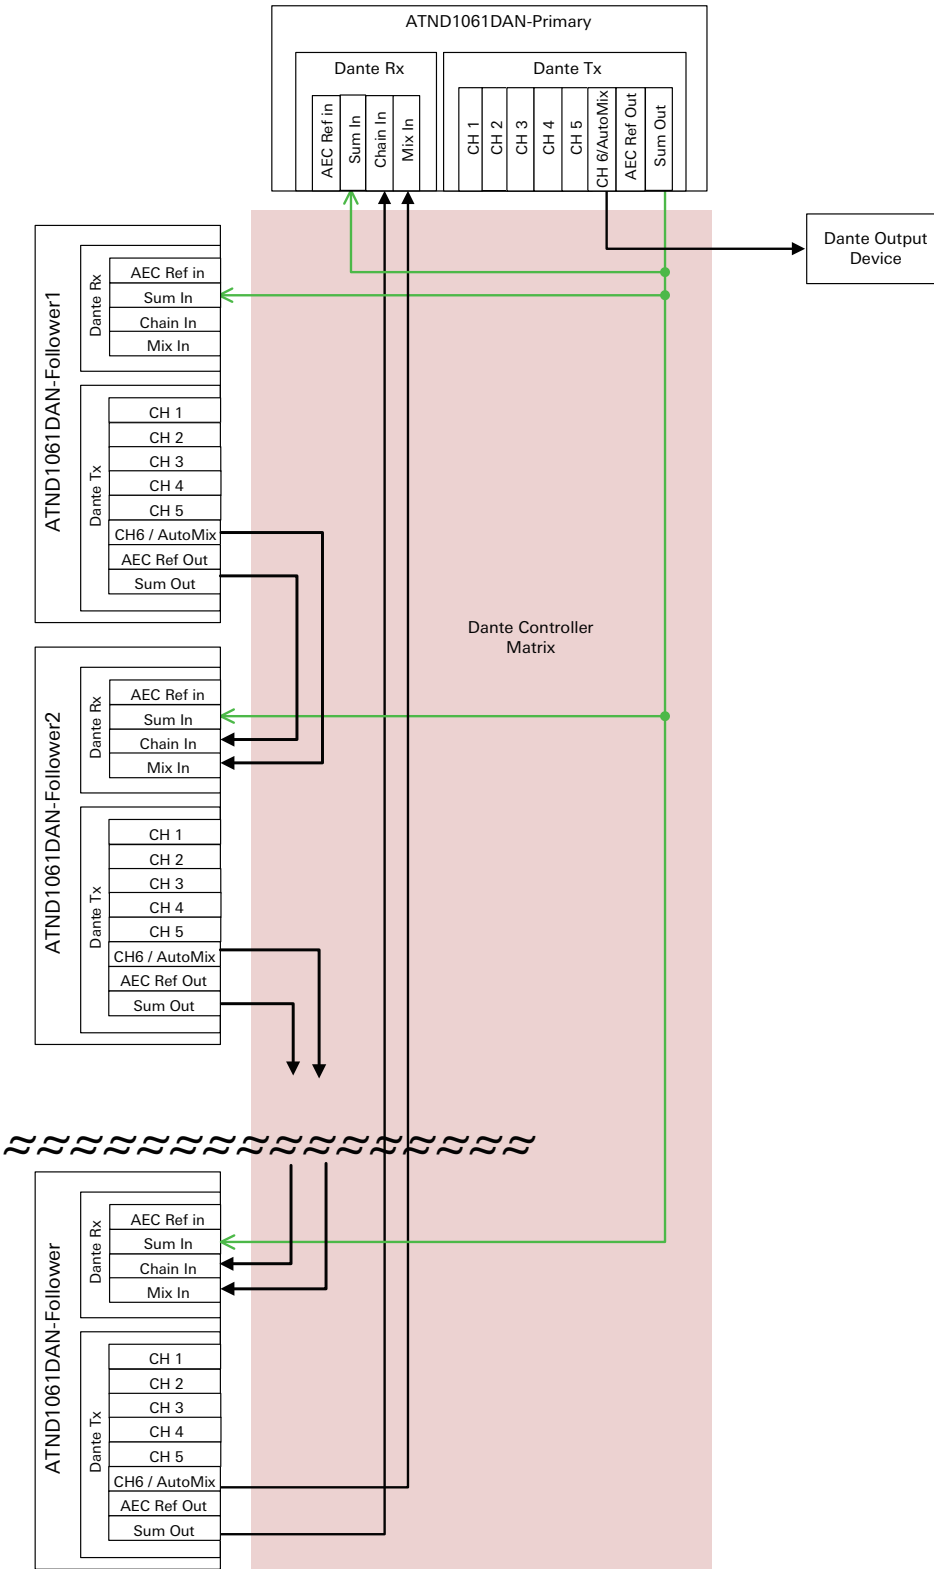 ATND1061DAN-Primary
Dante Rx
Dante Tx
AEC Ref in
Sum In
Chain In
Mix In
CH 1
CH 2
CH 3
CH 4
CH 5
CH 6/AutoMix
AEC Ref Out
Sum Out
Dante Output
Device
ATND1061DAN-Follower1
Dante Rx
AEC Ref in
Sum In
Chain In
Mix In
Dante Tx
CH 1
CH 2
CH 3
CH 4
CH 5
CH6 / AutoMix
AEC Ref Out
Sum Out
Dante Controller
Matrix
ATND1061DAN-Follower2
Dante Rx
AEC Ref in
Sum In
Chain In
Mix In
Dante Tx
CH 1
CH 2
CH 3
CH 4
CH 5
CH6 / AutoMix
AEC Ref Out
Sum Out
ATND1061DAN-Follower
Dante Rx
AEC Ref in
Sum In
Chain In
Mix In
Dante Tx
CH 1
CH 2
CH 3
CH 4
CH 5
CH6 / AutoMix
AEC Ref Out
Sum Out